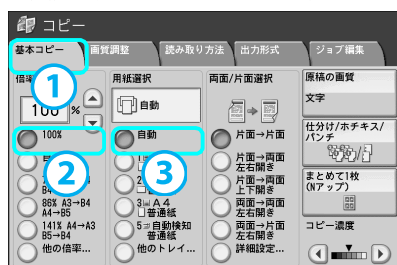 コピー
基本コピー 画質調整 読み取り方法 出力形式 ジョブ編集
倍率
100 %
100%
B4
86% A3→B4
A4→B5
141% A4→A3
B5→B4
他の倍率...
用紙選択
自動
自動
1
2
3 A4
普通紙
5 自動検知
普通紙
他のトレイ...
両面/片面選択
片面→片面
片面→両面
左右開き
片面→両面
上下開き
両面→両面
左右開き
両面→片面
左右開き
詳細設定...
原稿の画質
文字
仕分け/ホチキス/
パンチ
まとめて1枚
(Nアップ)
コピー濃度
1
2
3